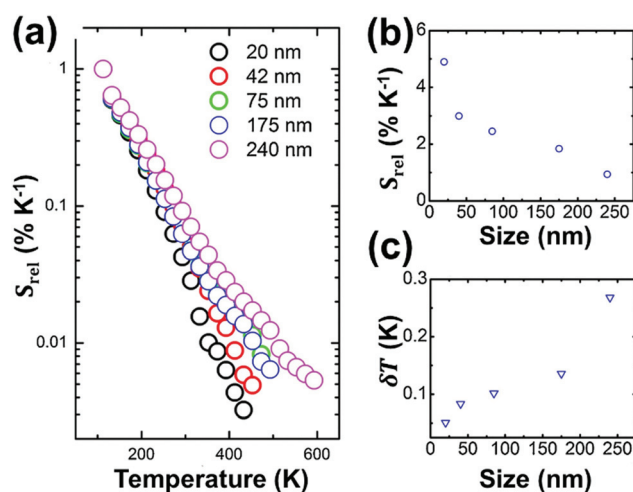 (a)
S_rel (% K⁻¹)
1
0.1
0.01
200 400 600
Temperature (K)
20 nm
42 nm
75 nm
175 nm
240 nm
(b)
S_rel (% K⁻¹)
6
4
2
0
0 50 100 150 200 250
Size (nm)
(c)
δT (K)
0.3
0.2
0.1
0 50 100 150 200 250
Size (nm)